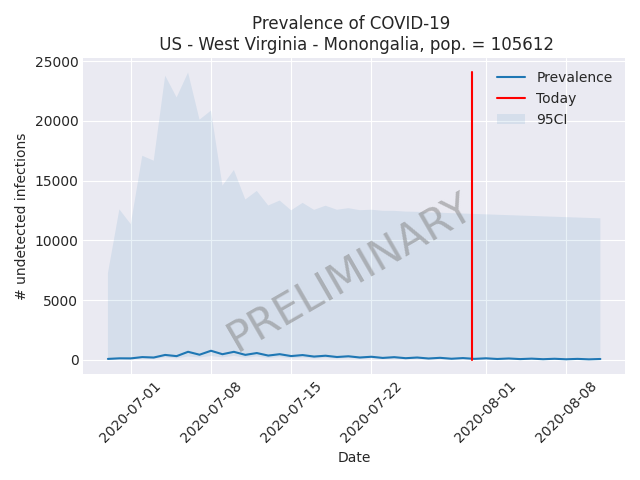 Prevalence of COVID-19
US - West Virginia - Monongalia, pop. = 105612
25000
20000
15000
10000
5000
0
# undetected infections
Prevalence
Today
95CI
PRELIMINARY
2020-07-01
2020-07-08
2020-07-15
2020-07-22
2020-08-01
2020-08-08
Date